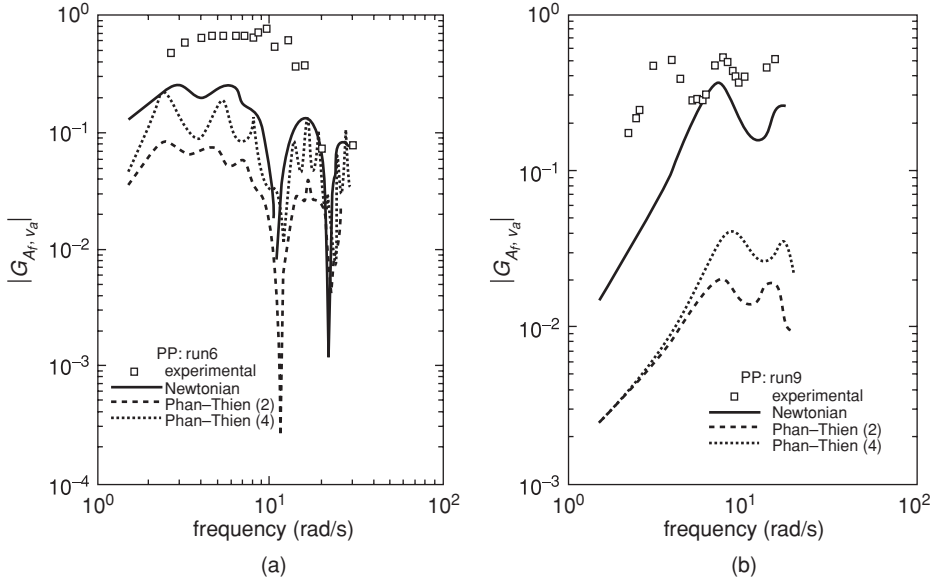 10^0
10^−1
10^−2
10^−3
10^−4
|G_{A_f, v_a}|
PP: run6
experimental
Newtonian
Phan–Thien (2)
Phan–Thien (4)
10^0
10^1
10^2
frequency (rad/s)
(a)
10^0
10^−1
10^−2
10^−3
|G_{A_f, v_a}|
PP: run9
experimental
Newtonian
Phan–Thien (2)
Phan–Thien (4)
10^0
10^1
10^2
frequency (rad/s)
(b)